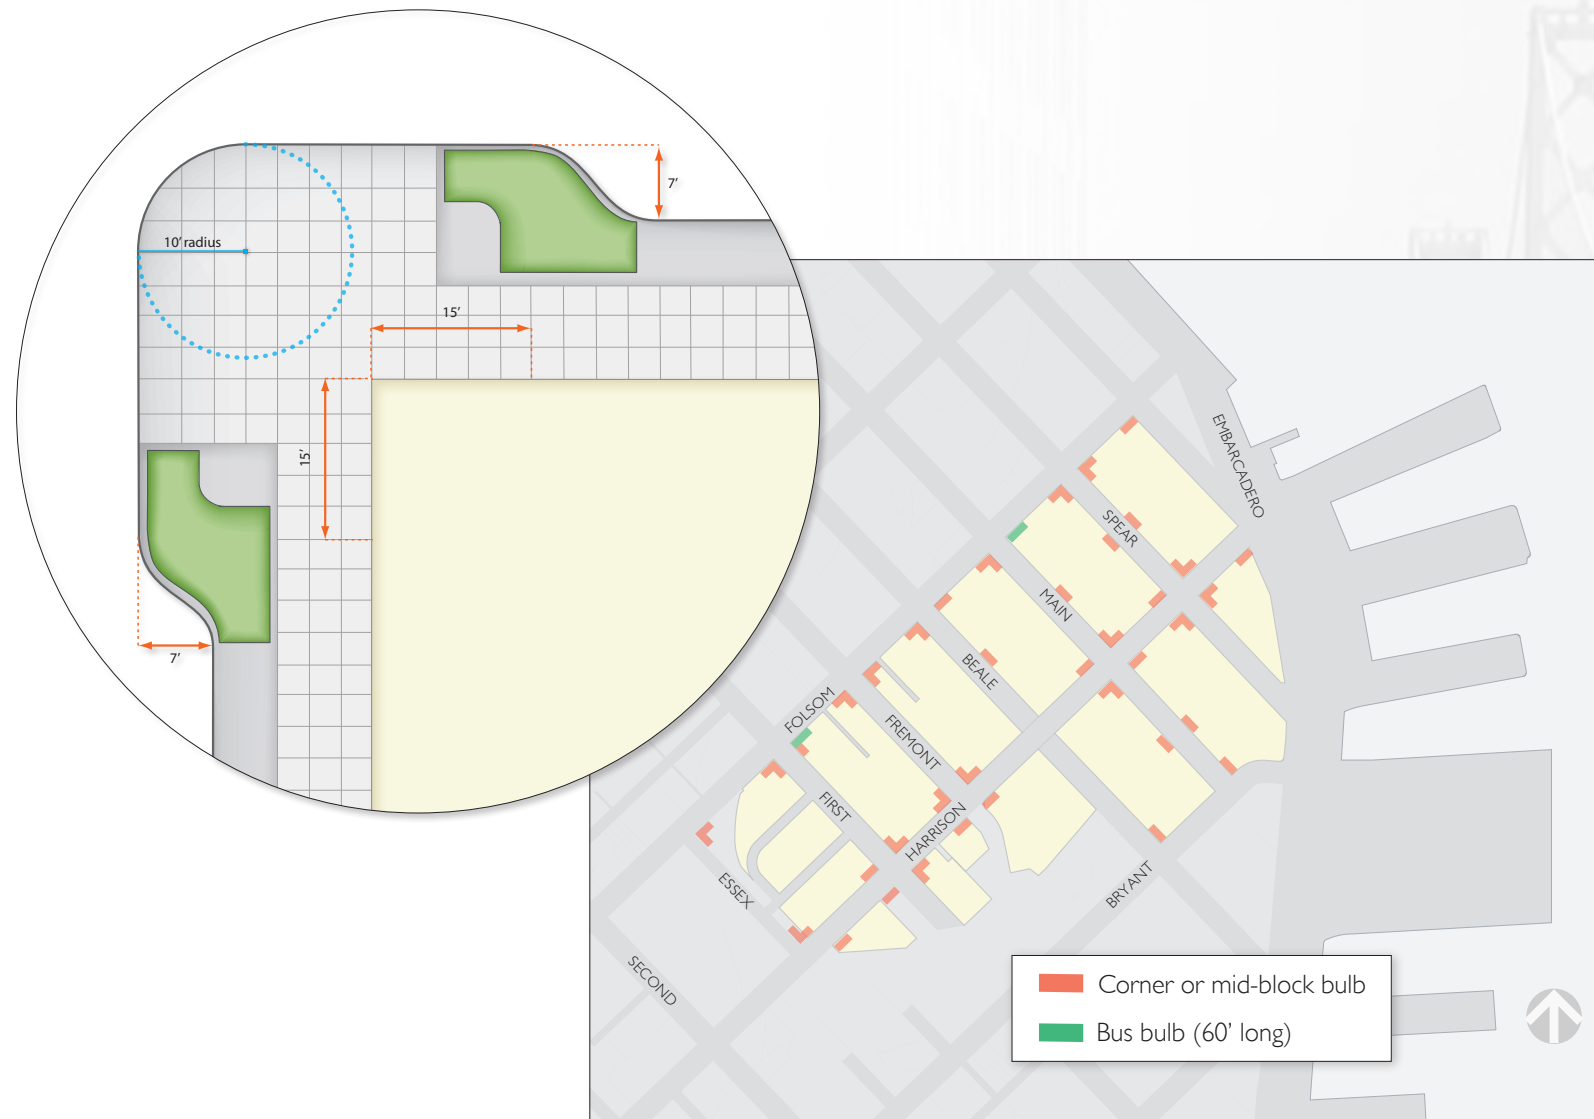 7’
10’ radius
15’
15’
7’
EMBARCADERO
SPEAR
MAIN
BEALE
FOLSOM
FREMONT
FIRST
HARRISON
ESSEX
BRYANT
SECOND
Corner or mid-block bulb
Bus bulb (60’ long)